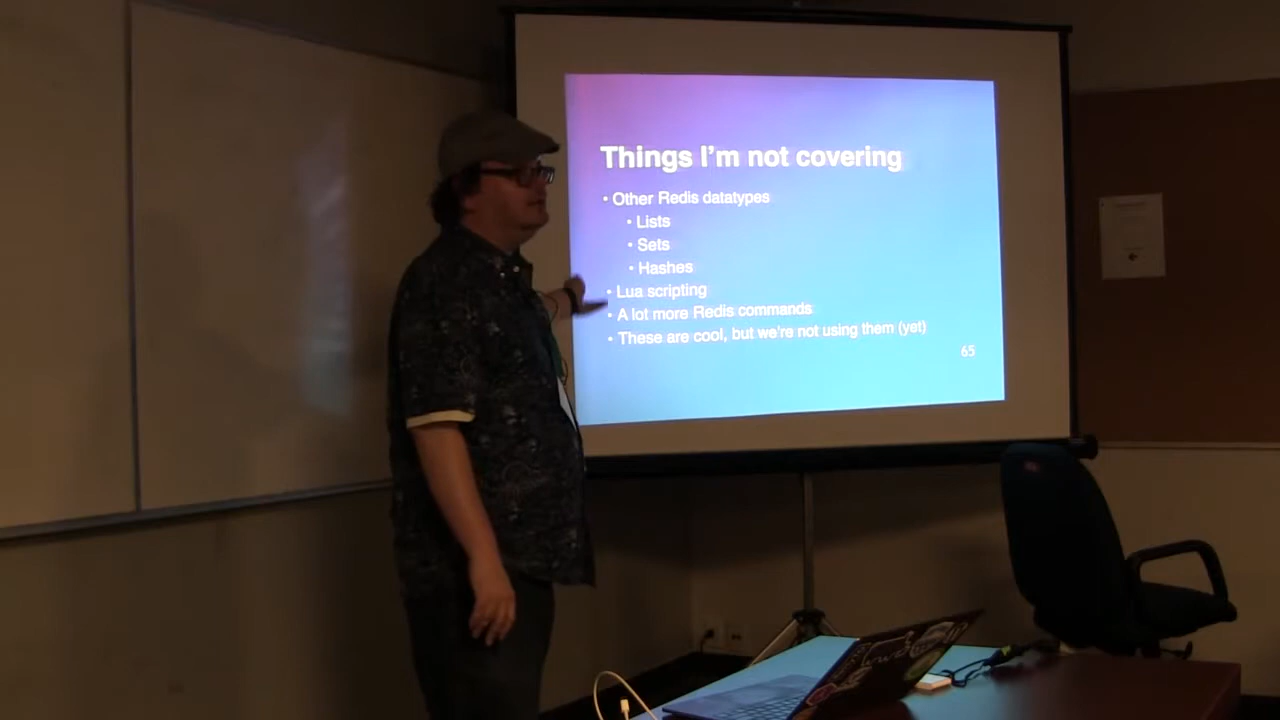 Things I'm not covering
• Other Redis datatypes
• Lists
• Sets
• Hashes
• Lua scripting
• A lot more Redis commands
• These are cool, but we're not using them (yet)
65